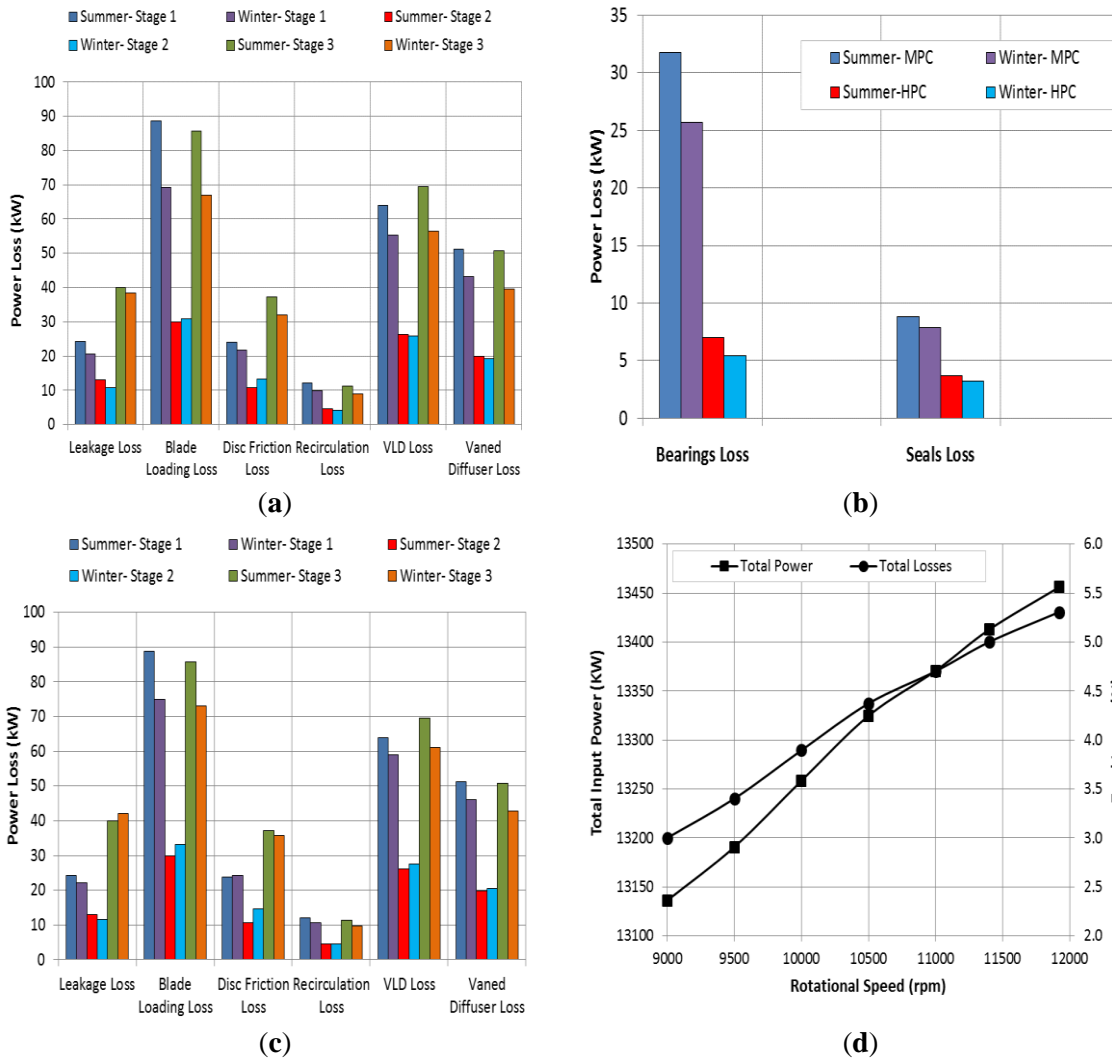 Summer- Stage 1 Winter- Stage 1 Summer- Stage 2
Winter- Stage 2 Summer- Stage 3 Winter- Stage 3
Power Loss (kW)
100
90
80
70
60
50
40
30
20
10
0
Leakage Loss Blade Loading Loss Disc Friction Loss Recirculation Loss VLD Loss Vaned Diffuser Loss
(a)
Summer- MPC Winter- MPC
Summer-HPC Winter- HPC
Power Loss (kW)
35
30
25
20
15
10
5
0
Bearings Loss Seals Loss
(b)
Summer- Stage 1 Winter- Stage 1 Summer- Stage 2
Winter- Stage 2 Summer- Stage 3 Winter- Stage 3
Power Loss (kW)
100
90
80
70
60
50
40
30
20
10
0
Leakage Loss Blade Loading Loss Disc Friction Loss Recirculation Loss VLD Loss Vaned Diffuser Loss
(c)
Total Power Total Losses
Total Input Power (KW)
13500 6.0
13450 5.5
13400 5.0
13350 4.5
13300 4.0
13250 3.5
13200 3.0
13150 2.5
13100 2.0
9000 9500 10000 10500 11000 11500 12000
Rotational Speed (rpm)
(d)